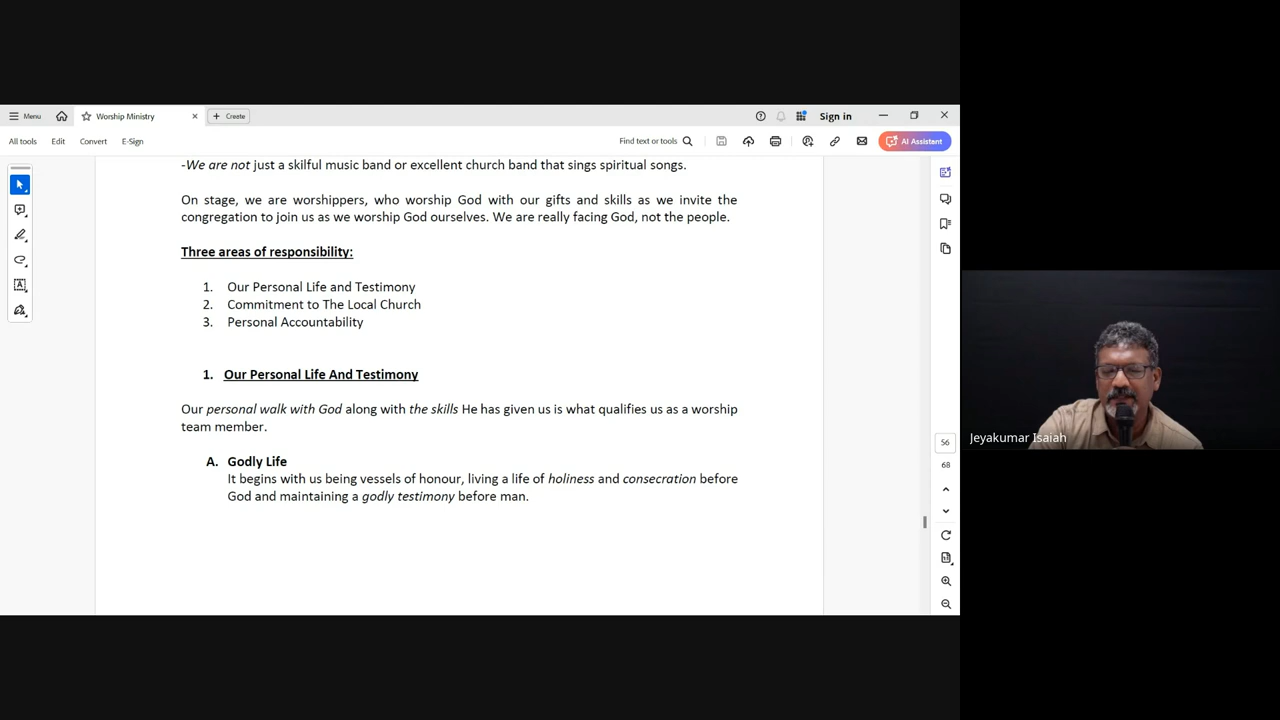 Menu
Worship Ministry
Create
Sign in
All tools
Edit
Convert
E-Sign
Find text or tools
AI Assistant
-We are not just a skilful music band or excellent church band that sings spiritual songs.
On stage, we are worshippers, who worship God with our gifts and skills as we invite the
congregation to join us as we worship God ourselves. We are really facing God, not the people.
Three areas of responsibility:
1. Our Personal Life and Testimony
2. Commitment to The Local Church
3. Personal Accountability
1. Our Personal Life And Testimony
Our personal walk with God along with the skills He has given us is what qualifies us as a worship
team member.
A. Godly Life
It begins with us being vessels of honour, living a life of holiness and consecration before
God and maintaining a godly testimony before man.
56
68
Jeyakumar Isaiah